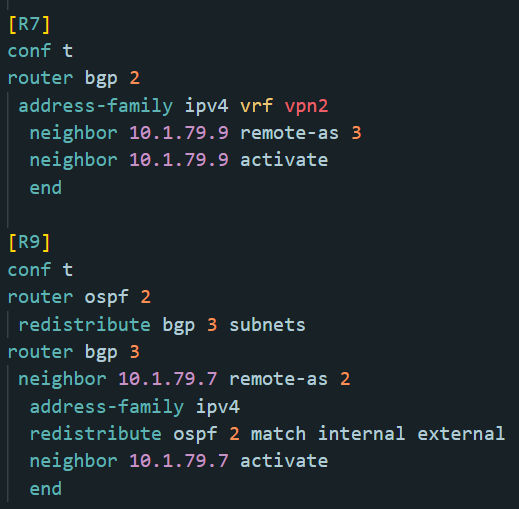 [R7]
conf t
router bgp 2
address-family ipv4 vrf vpn2
neighbor 10.1.79.9 remote-as 3
neighbor 10.1.79.9 activate
end
[R9]
conf t
router ospf 2
redistribute bgp 3 subnets
router bgp 3
neighbor 10.1.79.7 remote-as 2
address-family ipv4
redistribute ospf 2 match internal external
neighbor 10.1.79.7 activate
end